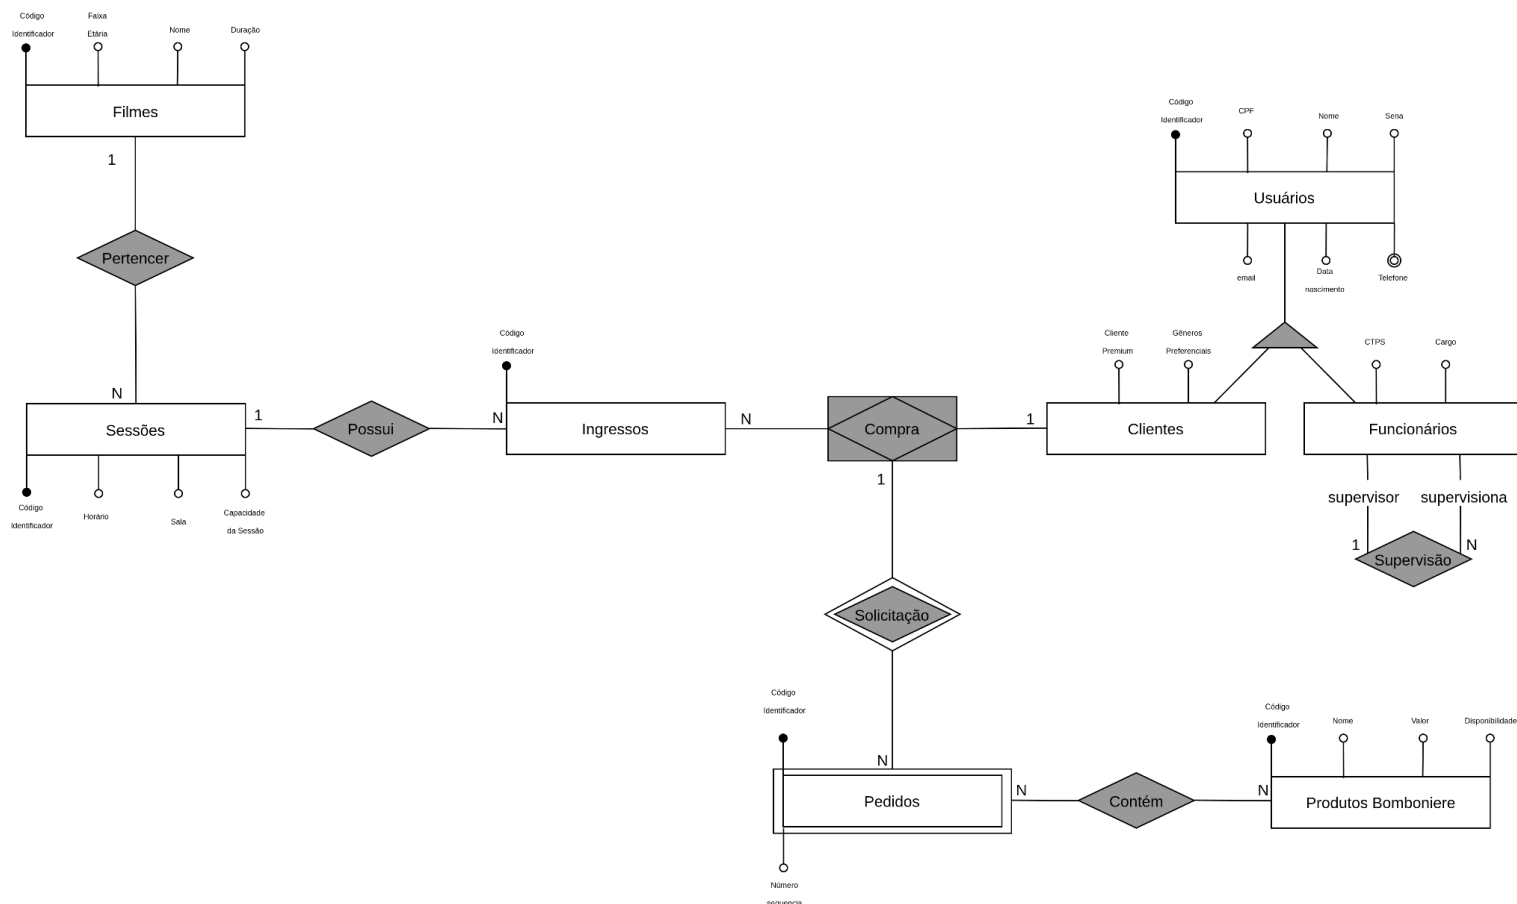 Código
Identificador
Faixa
Etária
Nome
Duração
Filmes
1
Pertencer
N
Sessões
Código
Identificador
Horário
Sala
Capacidade
da Sessão
1
Possui
N
Código
Identificador
Ingressos
N
Compra
1
Clientes
Cliente
Premium
Gêneros
Preferenciais
Código
Identificador
CPF
Nome
Sena
Usuários
email
Data
nascimento
Telefone
CTPS
Cargo
Funcionários
supervisor
supervisiona
1
N
Supervisão
1
Solicitação
N
Código
Identificador
Pedidos
Número
sequencia
N
Contém
N
Código
Identificador
Nome
Valor
Disponibilidade
Produtos Bomboniere